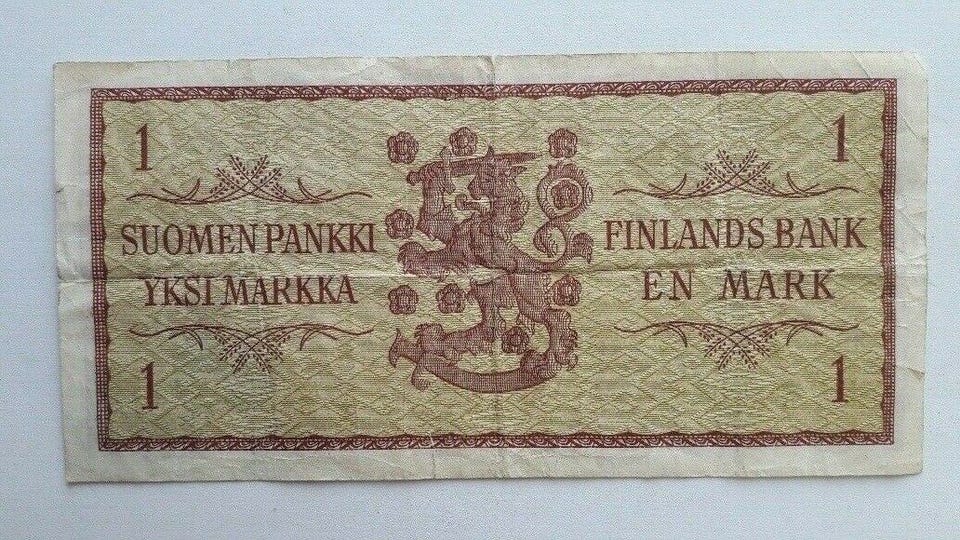 1
SUOMEN PANKKI
YKSI MARKKA
1
1
FINLANDS BANK
EN MARK
1